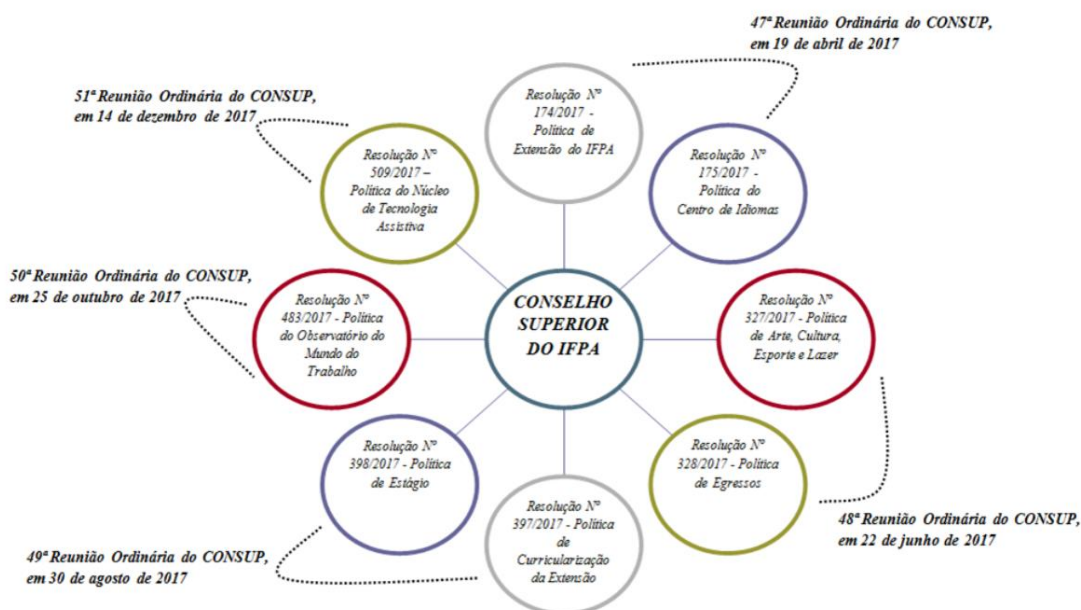 47ª Reunião Ordinária do CONSUP,
em 19 de abril de 2017
51ª Reunião Ordinária do CONSUP,
em 14 de dezembro de 2017
Resolução Nº
174/2017 -
Política de
Extensão do IFPA
Resolução Nº
509/2017 –
Política do Núcleo
de Tecnologia
Assistiva
Resolução Nº
175/2017 -
Política do
Centro de Idiomas
50ª Reunião Ordinária do CONSUP,
em 25 de outubro de 2017
Resolução Nº
483/2017 - Política
do Observatório do
Mundo do
Trabalho
CONSELHO
SUPERIOR
DO IFPA
Resolução Nº
327/2017 - Política
de Arte, Cultura,
Esporte e Lazer
Resolução Nº
398/2017 - Política
de Estágio
Resolução Nº
328/2017 - Política
de Egressos
Resolução Nº
397/2017 - Política
de
Curricularização
da Extensão
48ª Reunião Ordinária do CONSUP,
em 22 de junho de 2017
49ª Reunião Ordinária do CONSUP,
em 30 de agosto de 2017